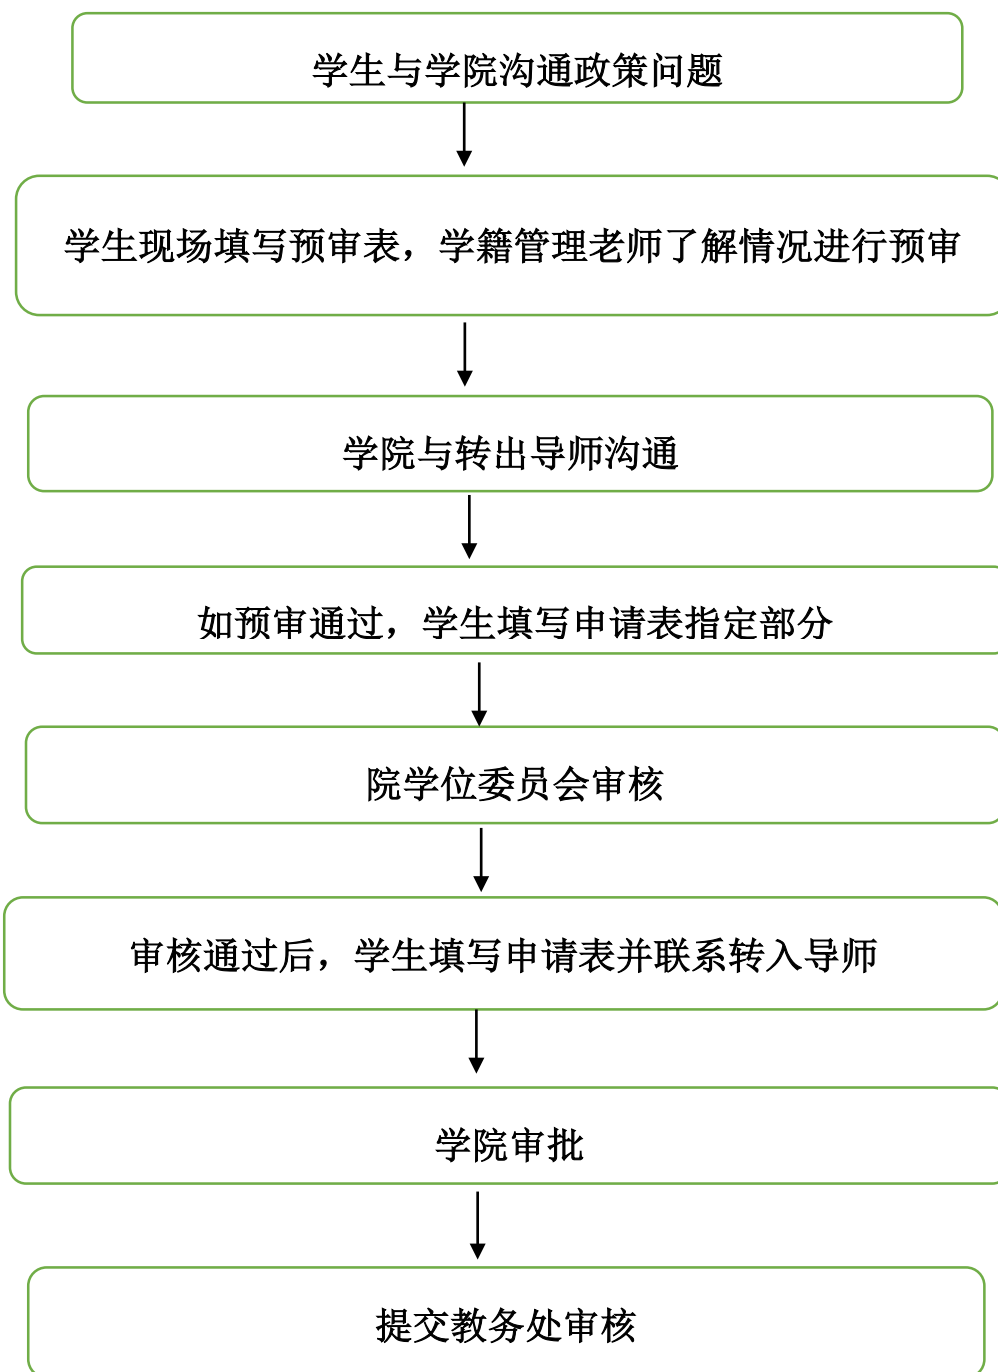 学生与学院沟通政策问题
学生现场填写预审表，学籍管理老师了解情况进行预审
学院与转出导师沟通
如预审通过，学生填写申请表指定部分
院学位委员会审核
审核通过后，学生填写申请表并联系转入导师
学院审批
提交教务处审核